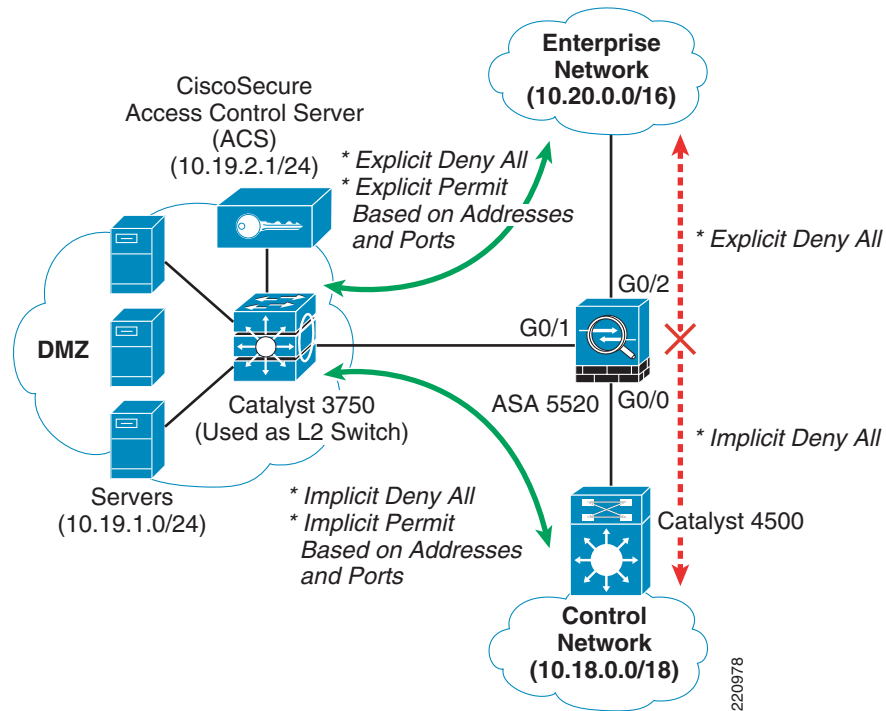 Enterprise
Network
(10.20.0.0/16)
CiscoSecure
Access Control Server
(ACS)
(10.19.2.1/24)
* Explicit Deny All
* Explicit Permit
Based on Addresses
and Ports
* Explicit Deny All
G0/2
G0/1
DMZ
ASA 5520
G0/0
Catalyst 3750
(Used as L2 Switch)
* Implicit Deny All
Servers
(10.19.1.0/24)
* Implicit Deny All
* Implicit Permit
Based on Addresses
and Ports
Catalyst 4500
Control
Network
(10.18.0.0/18)
220978